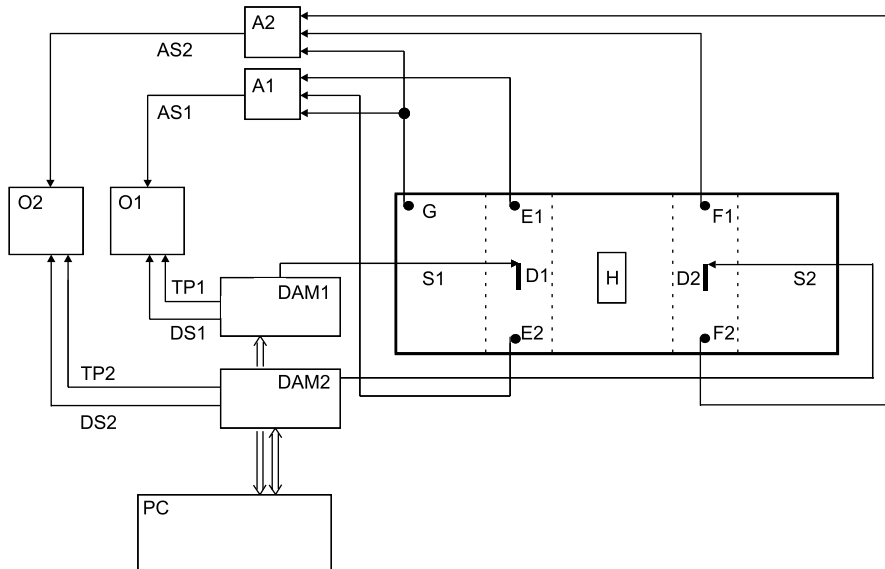 A2
AS2
A1
AS1
O2
O1
G
E1
F1
TP1
DAM1
S1
D1
H
D2
S2
DS1
E2
F2
TP2
DAM2
DS2
PC